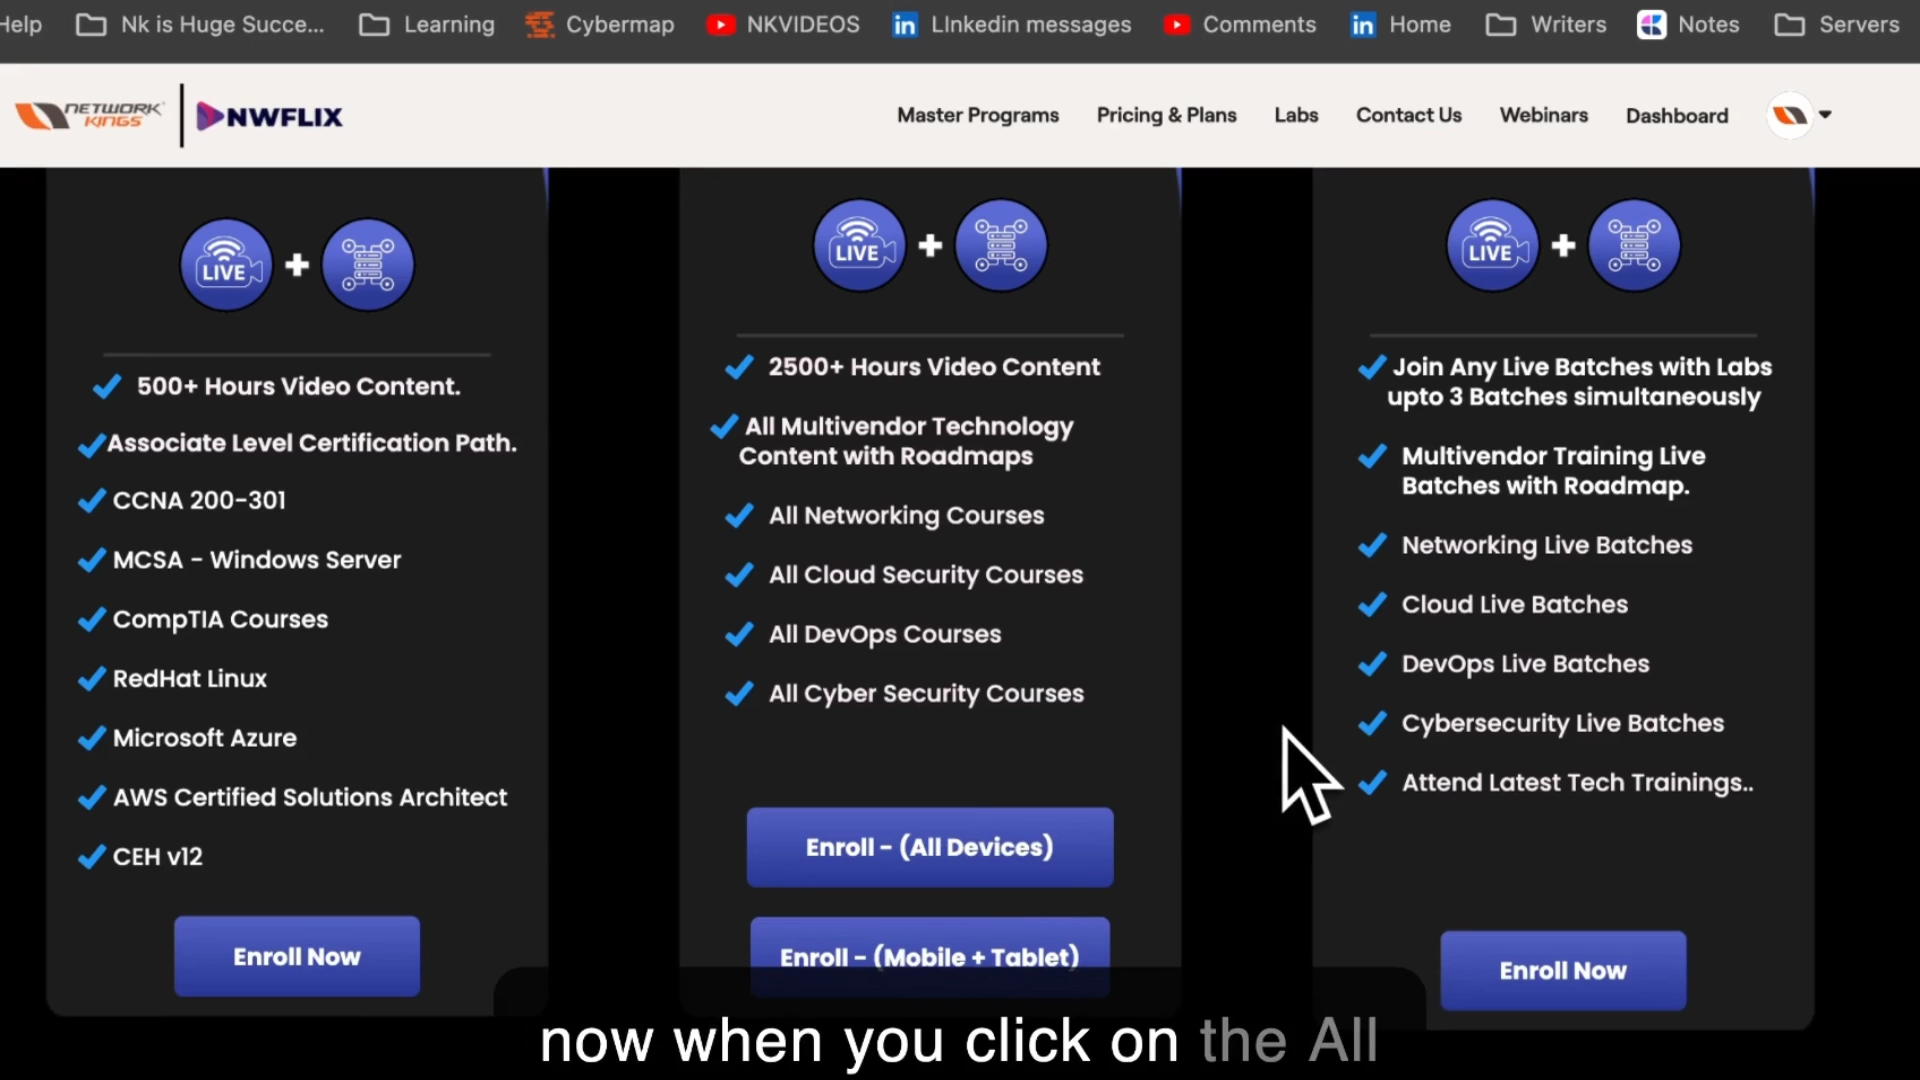 Help
Nk is Huge Succe...
Learning
Cybermap
NKVIDEOS
LInkedin messages
Comments
Home
Writers
Notes
Servers
NETWORK
KINGS
NWFLIX
Master Programs
Pricing & Plans
Labs
Contact Us
Webinars
Dashboard
LIVE
500+ Hours Video Content.
Associate Level Certification Path.
CCNA 200-301
MCSA - Windows Server
CompTIA Courses
RedHat Linux
Microsoft Azure
AWS Certified Solutions Architect
CEH v12
Enroll Now
LIVE
2500+ Hours Video Content
All Multivendor Technology
Content with Roadmaps
All Networking Courses
All Cloud Security Courses
All DevOps Courses
All Cyber Security Courses
Enroll - (All Devices)
Enroll - (Mobile + Tablet)
LIVE
Join Any Live Batches with Labs
upto 3 Batches simultaneously
Multivendor Training Live
Batches with Roadmap.
Networking Live Batches
Cloud Live Batches
DevOps Live Batches
Cybersecurity Live Batches
Attend Latest Tech Trainings..
Enroll Now
now when you click on the All